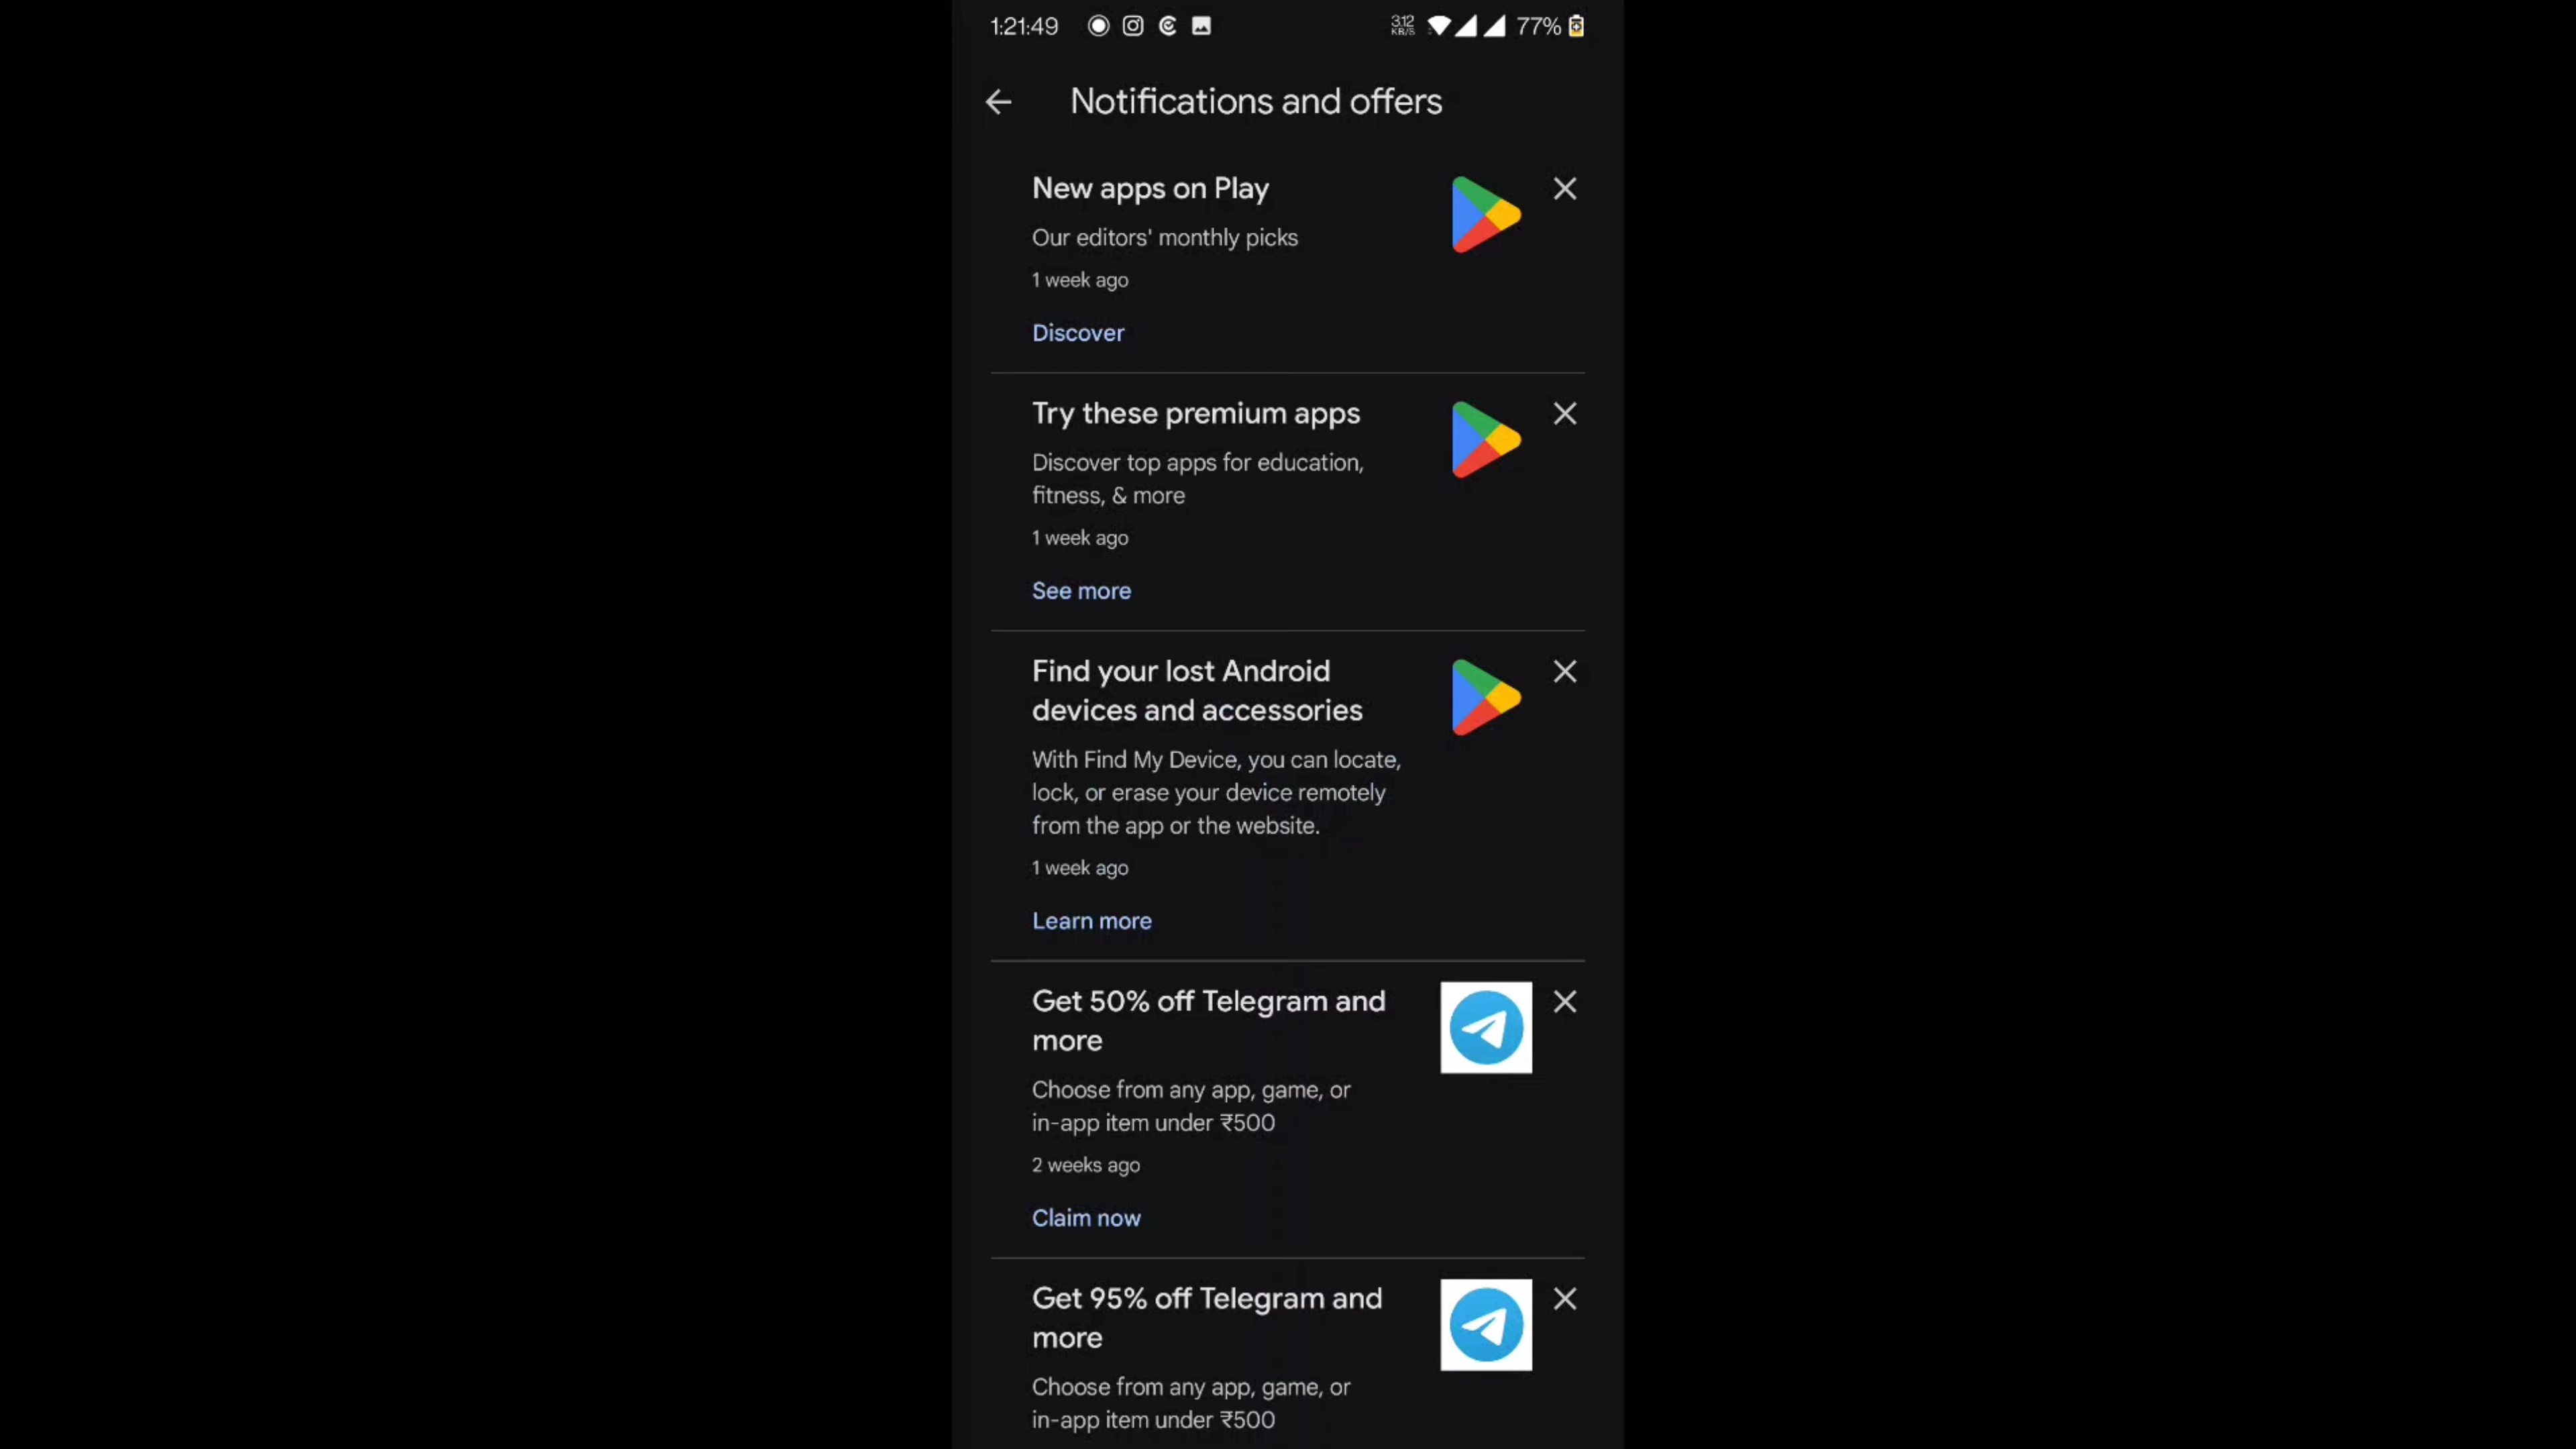 1:21:49
3.12 KB/S
77%
Notifications and offers
New apps on Play
Our editors' monthly picks
1 week ago
Discover
Try these premium apps
Discover top apps for education,
fitness, & more
1 week ago
See more
Find your lost Android
devices and accessories
With Find My Device, you can locate,
lock, or erase your device remotely
from the app or the website.
1 week ago
Learn more
Get 50% off Telegram and
more
Choose from any app, game, or
in-app item under ₹500
2 weeks ago
Claim now
Get 95% off Telegram and
more
Choose from any app, game, or
in-app item under ₹500